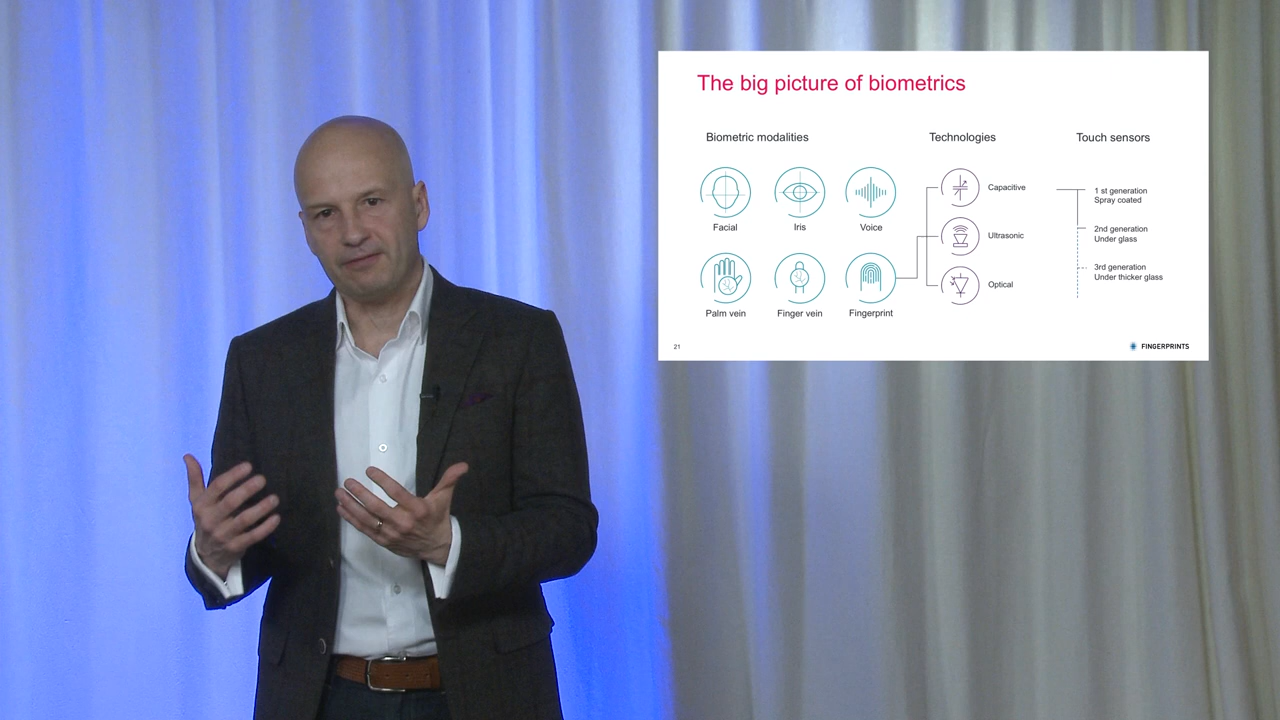 The big picture of biometrics
Biometric modalities
Technologies
Touch sensors
Facial
Iris
Voice
Palm vein
Finger vein
Fingerprint
Capacitive
Ultrasonic
Optical
1 st generation
Spray coated
2nd generation
Under glass
3rd generation
Under thicker glass
21
FINGERPRINTS